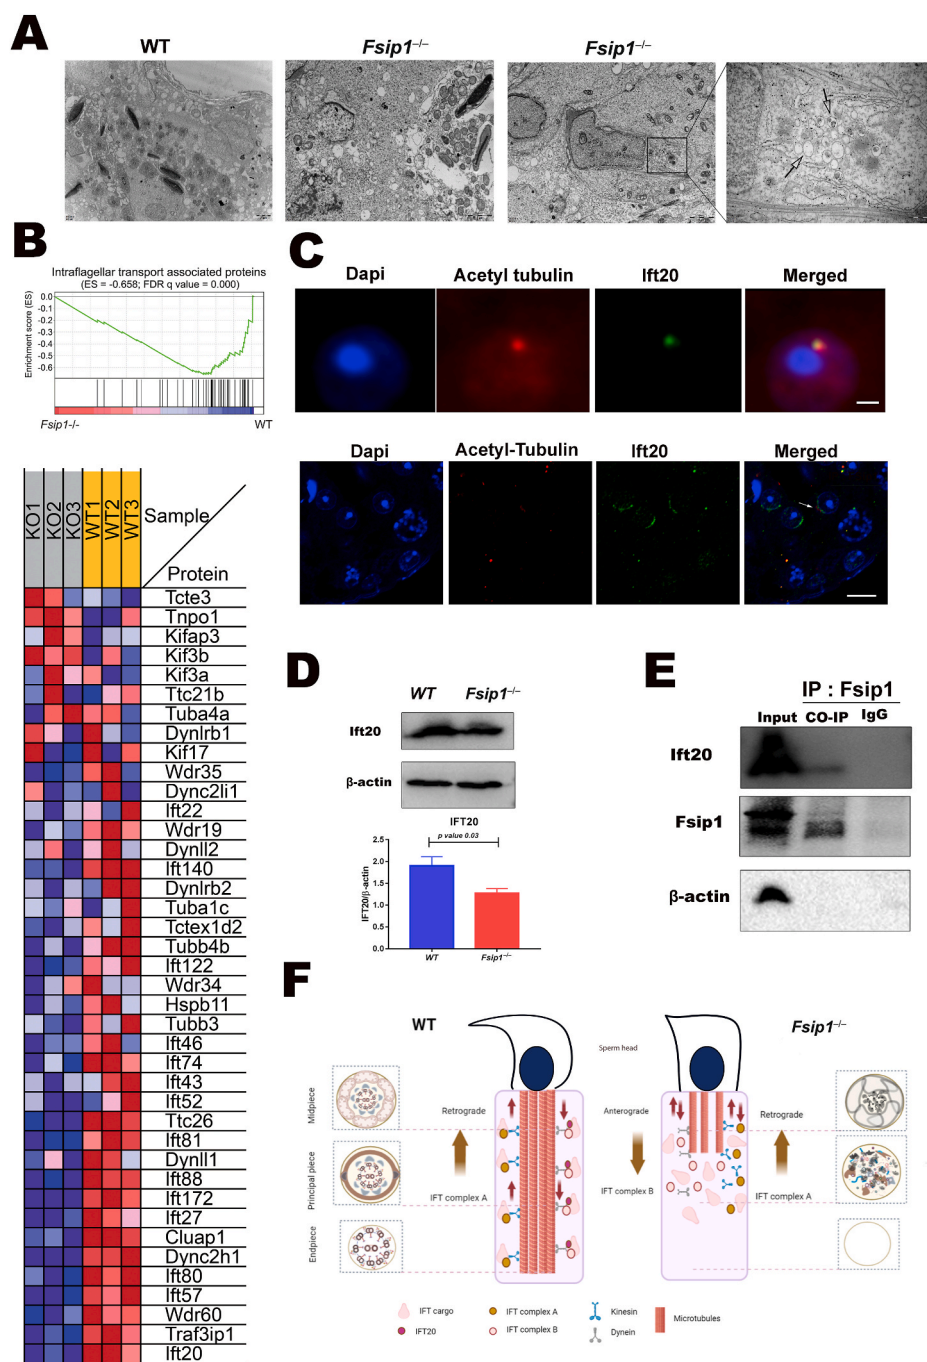 A
WT
Fsip1–/–
Fsip1–/–
B
Intraflagellar transport associated proteins
(ES = -0.658; FDR q value = 0.000)
Enrichment score (ES)
0.0
-0.1
-0.2
-0.3
-0.4
-0.5
-0.6
Fsip1-/-
WT
KO1
KO2
KO3
WT1
WT2
WT3
Sample
Protein
Tcte3
Tnpo1
Kifap3
Kif3b
Kif3a
Ttc21b
Tuba4a
Dynlrb1
Kif17
Wdr35
Dync2li1
Ift22
Wdr19
Dynll2
Ift140
Dynlrb2
Tuba1c
Tctex1d2
Tubb4b
Ift122
Wdr34
Hspb11
Tubb3
Ift46
Ift74
Ift43
Ift52
Ttc26
Ift81
Dynll1
Ift88
Ift172
Ift27
Cluap1
Dync2h1
Ift80
Ift57
Wdr60
Traf3ip1
Ift20
C
Dapi
Acetyl tubulin
Ift20
Merged
Dapi
Acetyl-Tubulin
Ift20
Merged
D
WT
Fsip1–/–
Ift20
β-actin
IFT20
p value 0.03
IFT20/β-actin
2.5
2.0
1.5
1.0
0.5
0.0
WT
Fsip1–/–
E
IP : Fsip1
Input
CO-IP
IgG
Ift20
Fsip1
β-actin
F
WT
Fsip1–/–
Sperm head
Midpiece
Principal piece
Endpiece
Retrograde
IFT complex A
Anterograde
IFT complex B
Retrograde
IFT complex A
IFT cargo
IFT20
IFT complex A
IFT complex B
Kinesin
Dynein
Microtubules